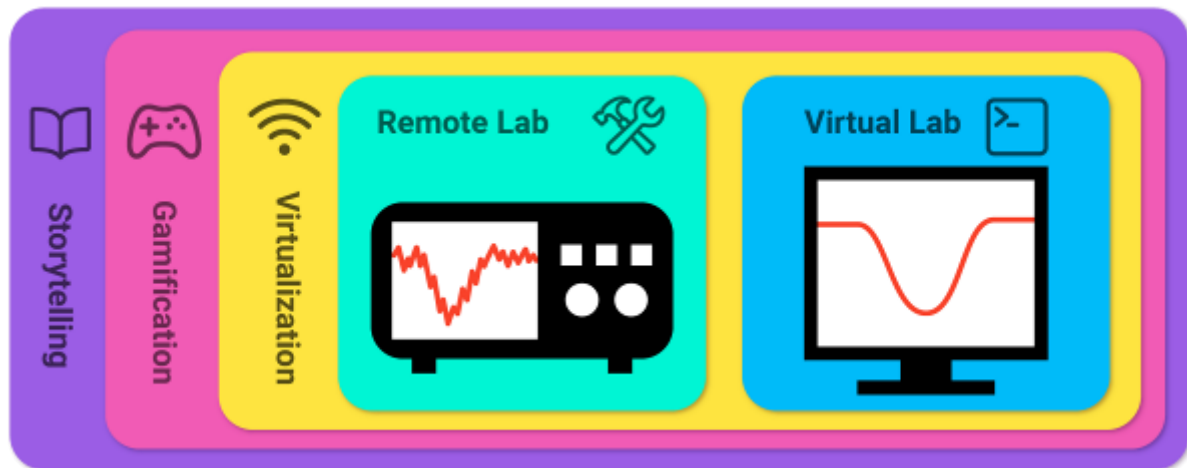 Storytelling
Gamification
Virtualization
Remote Lab
Virtual Lab